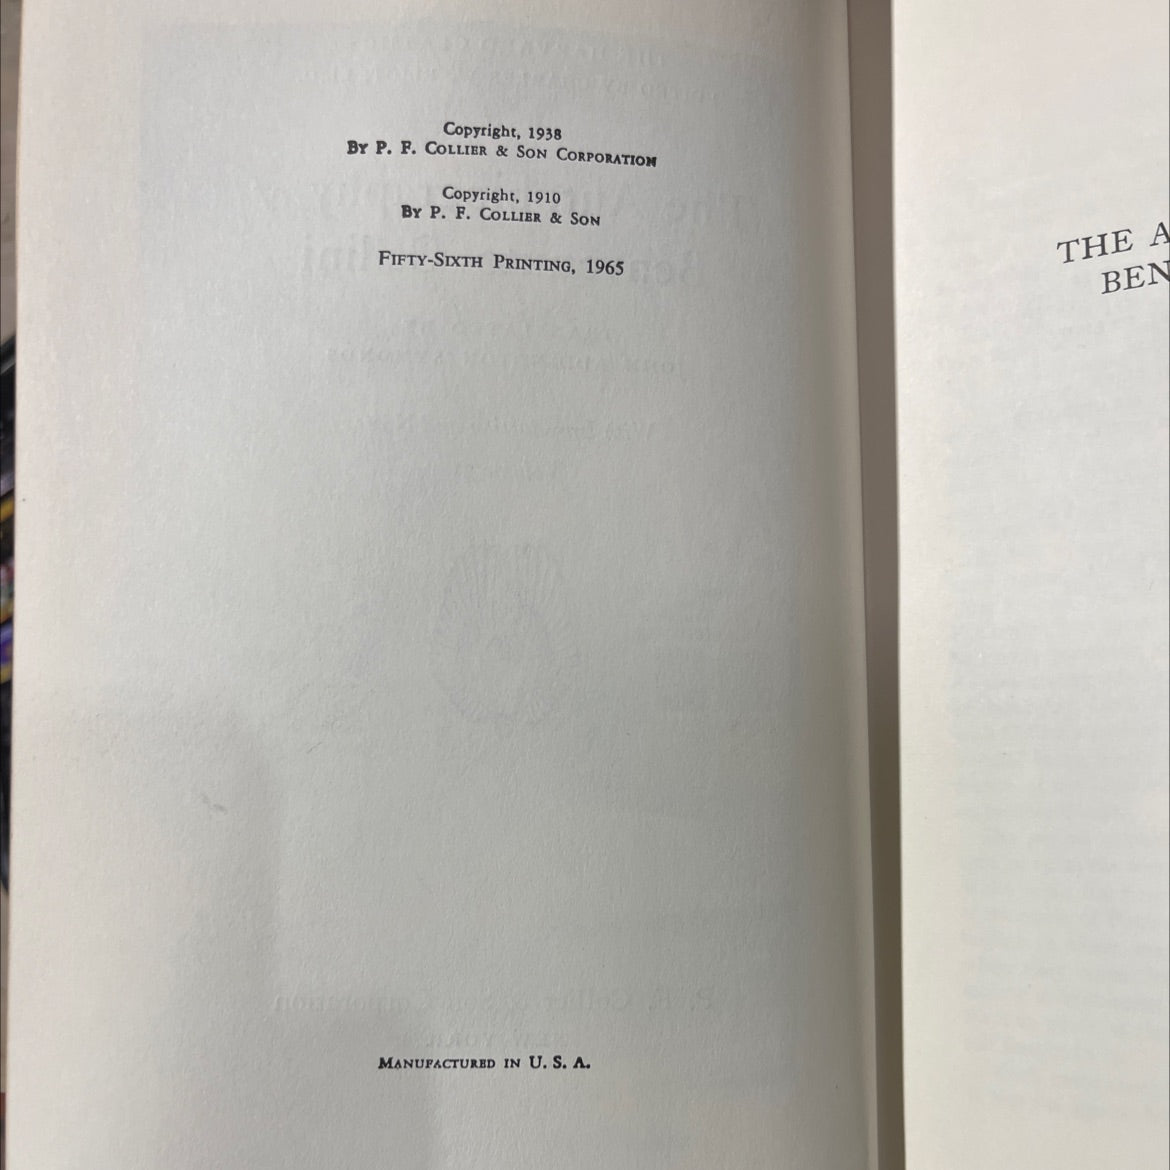 Copyright, 1938
By P. F. Collier & Son Corporation
Copyright, 1910
By P. F. Collier & Son
Fifty-Sixth Printing, 1965
Manufactured in U. S. A.
THE A
BEN